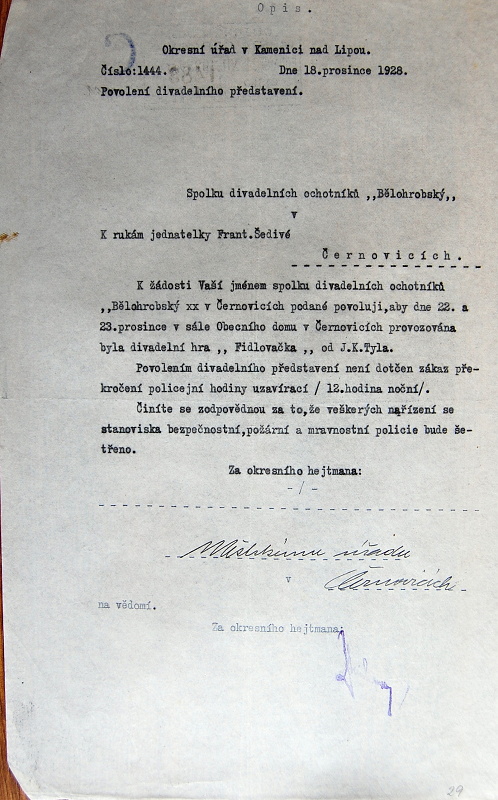 Opis.
Okresní úřad v Kamenici nad Lipou.
Číslo:1444. Dne 18.prosince 1928.
Povolení divadelního představení.
Spolku divadelních ochotníků ,,Bělohrobský,,
v
K rukám jednatelky Frant.Šedivé
Černovicích.
K žádosti Vaší jménem spolku divadelních ochotníků
,,Bělohrobský xx v Černovicích podané povoluji,aby dne 22. a
23.prosince v sále Obecního domu v Černovicích provozována
byla divadelní hra ,, Fidlovačka ,, od J.K.Tyla.
Povolením divadelního představení není dotčen zákaz pře-
kročení policejní hodiny uzavírací / 12.hodina noční/.
Činíte se zodpovědnou za to,že veškerých nařízení se
stanoviska bezpečnostní,požární a mravnostní policie bude še-
třeno.
Za okresního hejtmana:
-/-
Městskému úřadu
v Černovicích
na vědomí.
Za okresního hejtmana:
29